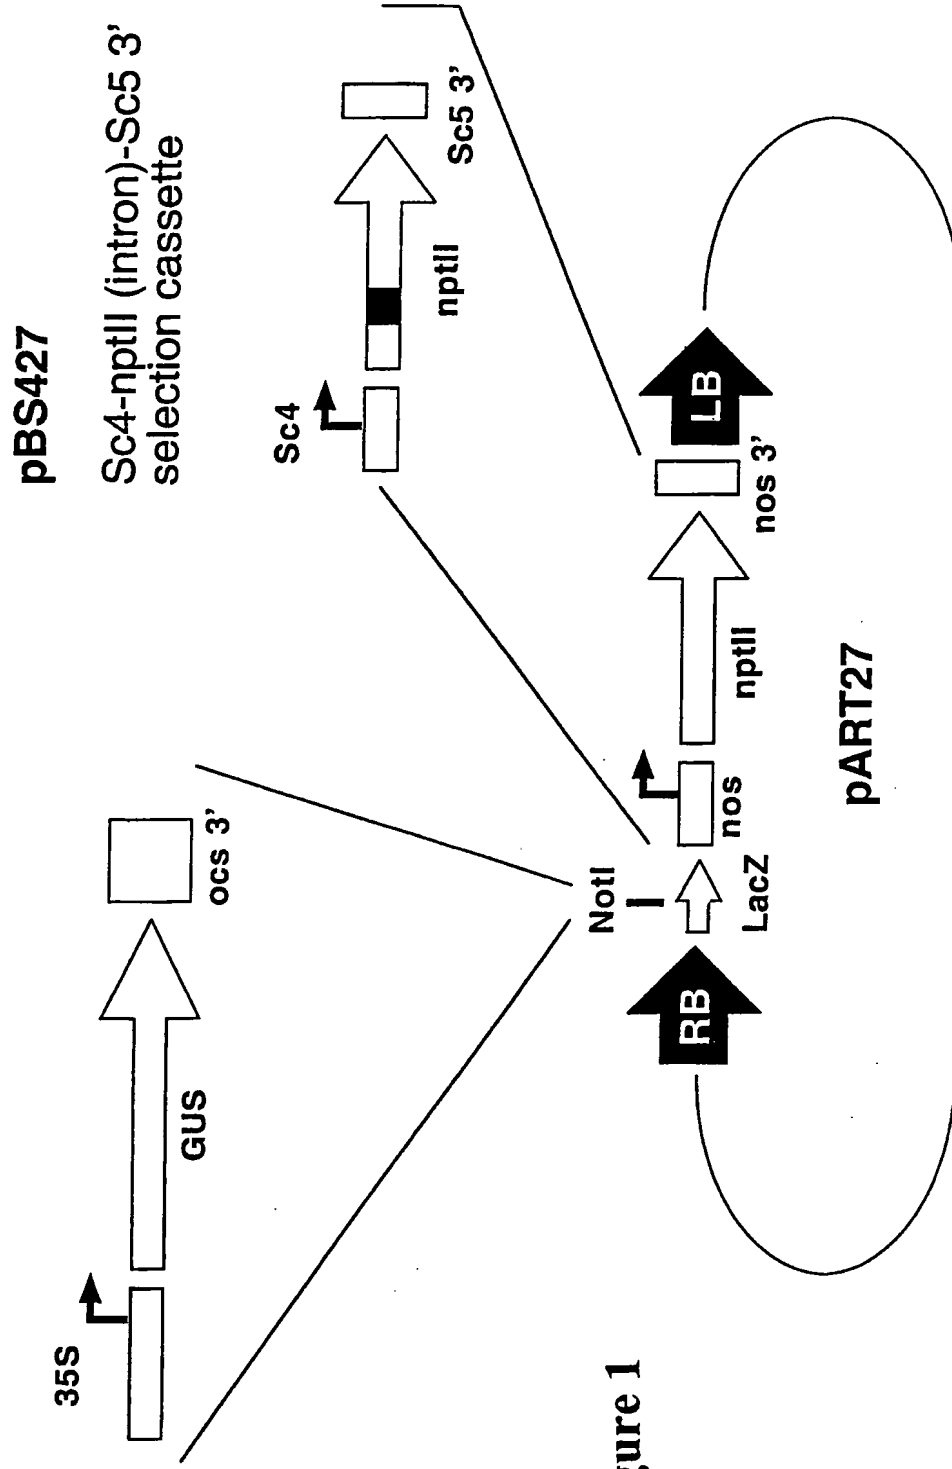 pBS427
Sc4-nptII (intron)-Sc5 3'
selection cassette
35S
GUS
ocs 3'
Sc4
nptII
Sc5 3'
NotI
RB
LacZ
nos
nptII
nos 3'
LB
pART27
gure 1